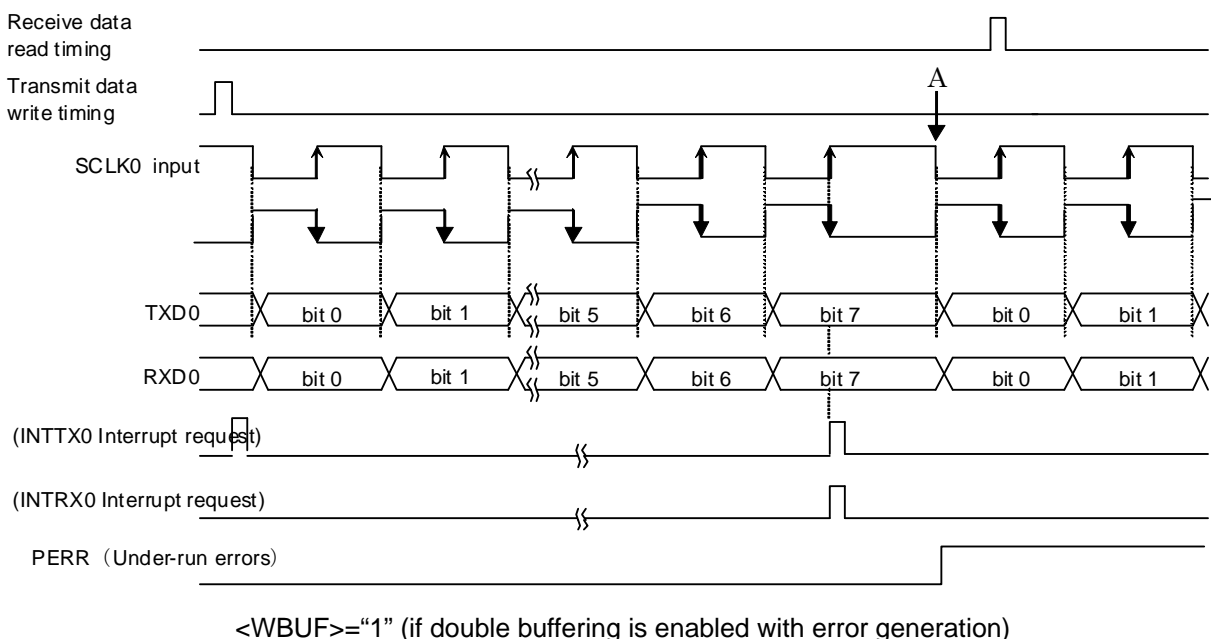 Receive data
read timing
Transmit data
write timing
A
SCLK0 input
TXD0 bit 0 bit 1 bit 5 bit 6 bit 7 bit 0 bit 1
RXD0 bit 0 bit 1 bit 5 bit 6 bit 7 bit 0 bit 1
(INTTX0 Interrupt request)
(INTRX0 Interrupt request)
PERR（Under-run errors）
<WBUF>=“1” (if double buffering is enabled with error generation)